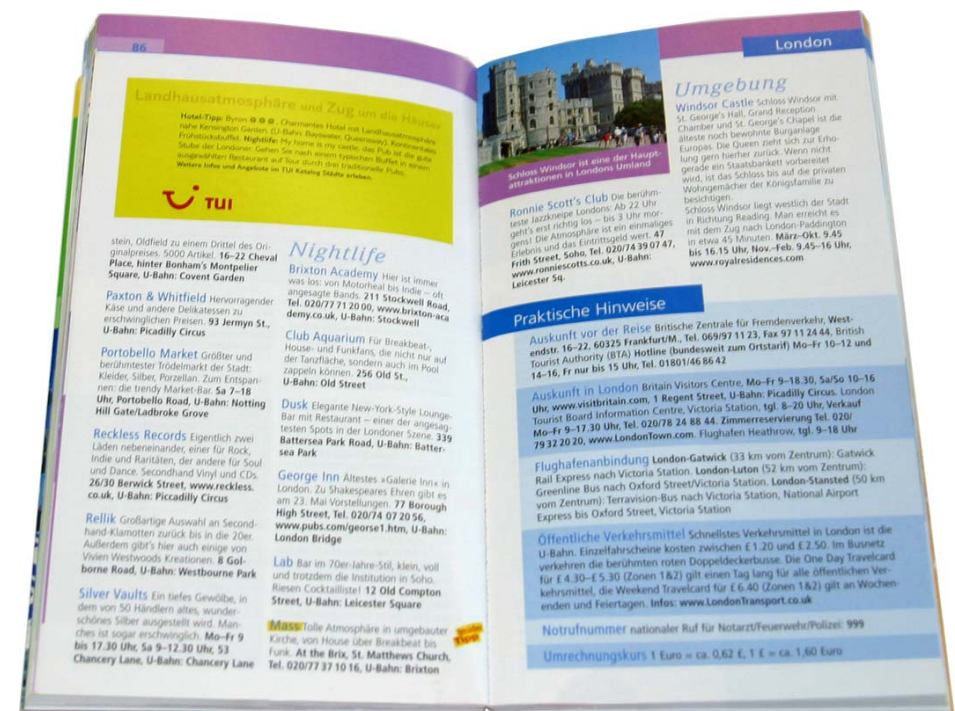 86
Landhausatmosphäre und Zug um die Häuser
Hotel-Tipp: Byron. Charmantes Hotel mit Landhausatmosphäre
nahe Kensington Garden. (U-Bahn: Bayswater, Queensway). Kontinentales
Frühstücksbuffet. Nightlife: My home is my castle, das Pub ist die gute
Stube der Londoner. Gehen Sie nach einem typischen Buffet in einem
ausgewählten Restaurant auf Tour durch drei traditionelle Pubs.
Weitere Infos und Angebote im TUI Katalog Städte erleben.
TUI
stein, Oldfield zu einem Drittel des Ori-
ginalpreises. 5000 Artikel. 16–22 Cheval
Place, hinter Bonham's Montpelier
Square, U-Bahn: Covent Garden
Paxton & Whitfield Hervorragender
Käse und andere Delikatessen zu
erschwinglichen Preisen. 93 Jermyn St.,
U-Bahn: Picadilly Circus
Portobello Market Größter und
berühmtester Trödelmarkt der Stadt:
Kleider, Silber, Porzellan. Zum Entspan-
nen: die trendy Market-Bar. Sa 7–18
Uhr, Portobello Road, U-Bahn: Notting
Hill Gate/Ladbroke Grove
Reckless Records Eigentlich zwei
Läden nebeneinander, einer für Rock,
Indie und Raritäten, der andere für Soul
und Dance. Secondhand Vinyl und CDs.
26/30 Berwick Street, www.reckless.
co.uk, U-Bahn: Piccadilly Circus
Rellik Großartige Auswahl an Second-
hand-Klamotten zurück bis in die 20er.
Außerdem gibt's hier auch einige von
Vivien Westwoods Kreationen. 8 Gol-
borne Road, U-Bahn: Westbourne Park
Silver Vaults Ein tiefes Gewölbe, in
dem von 50 Händlern altes, wunder-
schönes Silber ausgestellt wird. Man-
ches ist sogar erschwinglich. Mo–Fr 9
bis 17.30 Uhr, Sa 9–12.30 Uhr, 53
Chancery Lane, U-Bahn: Chancery Lane
Nightlife
Brixton Academy Hier ist immer
was los: von Motorheal bis Indie – oft
angesagte Bands. 211 Stockwell Road,
Tel. 020/77 71 20 00, www.brixton-aca
demy.co.uk, U-Bahn: Stockwell
Club Aquarium Für Breakbeat-,
House- und Funkfans, die nicht nur auf
der Tanzfläche, sondern auch im Pool
zappeln können. 256 Old St.,
U-Bahn: Old Street
Dusk Elegante New-York-Style Lounge-
Bar mit Restaurant – einer der angesag-
testen Spots in der Londoner Szene. 339
Battersea Park Road, U-Bahn: Batter-
sea Park
George Inn Ältestes »Galerie Inn« in
London. Zu Shakespeares Ehren gibt es
am 23. Mai Vorstellungen. 77 Borough
High Street, Tel. 020/74 07 20 56,
www.pubs.com/georse1.htm, U-Bahn:
London Bridge
Lab Bar im 70er-Jahre-Stil, klein, voll
und trotzdem die Institution in Soho.
Riesen Cocktailliste! 12 Old Compton
Street, U-Bahn: Leicester Square
Mass Tolle Atmosphäre in umgebauter
Kirche, von House über Breakbeat bis
Funk. At the Brix, St. Matthews Church,
Tel. 020/77 37 10 16, U-Bahn: Brixton
TIPP
London
Schloss Windsor ist eine der Haupt-
attraktionen in Londons Umland
Ronnie Scott's Club Die berühm-
teste Jazzkneipe Londons: Ab 22 Uhr
geht's erst richtig los – bis 3 Uhr mor-
gens! Die Atmosphäre ist ein einmaliges
Erlebnis und das Eintrittsgeld wert. 47
Frith Street, Soho, Tel. 020/74 39 07 47,
www.ronniescotts.co.uk, U-Bahn:
Leicester Sq.
Umgebung
Windsor Castle Schloss Windsor mit
St. George's Hall, Grand Reception
Chamber und St. George's Chapel ist die
älteste noch bewohnte Burganlage
Europas. Die Queen zieht sich zur Erho-
lung gern hierher zurück. Wenn nicht
gerade ein Staatsbankett vorbereitet
wird, ist das Schloss bis auf die privaten
Wohngemächer der Königsfamilie zu
besichtigen.
Schloss Windsor liegt westlich der Stadt
in Richtung Reading. Man erreicht es
mit dem Zug nach London-Paddington
in etwa 45 Minuten. März–Okt. 9.45
bis 16.15 Uhr, Nov.–Feb. 9.45–16 Uhr,
www.royalresidences.com
Praktische Hinweise
Auskunft vor der Reise Britische Zentrale für Fremdenverkehr, West-
endstr. 16–22, 60325 Frankfurt/M., Tel. 069/97 11 23, Fax 97 11 24 44, British
Tourist Authority (BTA) Hotline (bundesweit zum Ortstarif) Mo–Fr 10–12 und
14–16, Fr nur bis 15 Uhr, Tel. 01801/46 86 42
Auskunft in London Britain Visitors Centre, Mo–Fr 9–18.30, Sa/So 10–16
Uhr, www.visitbritain.com, 1 Regent Street, U-Bahn: Picadilly Circus. London
Tourist Board Information Centre, Victoria Station, tgl. 8–20 Uhr, Verkauf
Mo–Fr 9–17.30 Uhr, Tel. 020/78 24 88 44. Zimmerreservierung Tel. 020/
79 32 20 20, www.LondonTown.com. Flughafen Heathrow, tgl. 9–18 Uhr
Flughafenanbindung London-Gatwick (33 km vom Zentrum): Gatwick
Rail Express nach Victoria Station. London-Luton (52 km vom Zentrum):
Greenline Bus nach Oxford Street/Victoria Station. London-Stansted (50 km
vom Zentrum): Terravision-Bus nach Victoria Station, National Airport
Express bis Oxford Street, Victoria Station
Öffentliche Verkehrsmittel Schnellstes Verkehrsmittel in London ist die
U-Bahn. Einzelfahrscheine kosten zwischen £ 1.20 und £ 2.50. Im Busnetz
verkehren die berühmten roten Doppeldeckerbusse. Die One Day Travelcard
für £ 4.30–£ 5.30 (Zonen 1&2) gilt einen Tag lang für alle öffentlichen Ver-
kehrsmittel, die Weekend Travelcard für £ 6.40 (Zonen 1&2) gilt an Wochen-
enden und Feiertagen. Infos: www.LondonTransport.co.uk
Notrufnummer nationaler Ruf für Notarzt/Feuerwehr/Polizei: 999
Umrechnungskurs 1 Euro = ca. 0,62 £, 1 £ = ca. 1,60 Euro